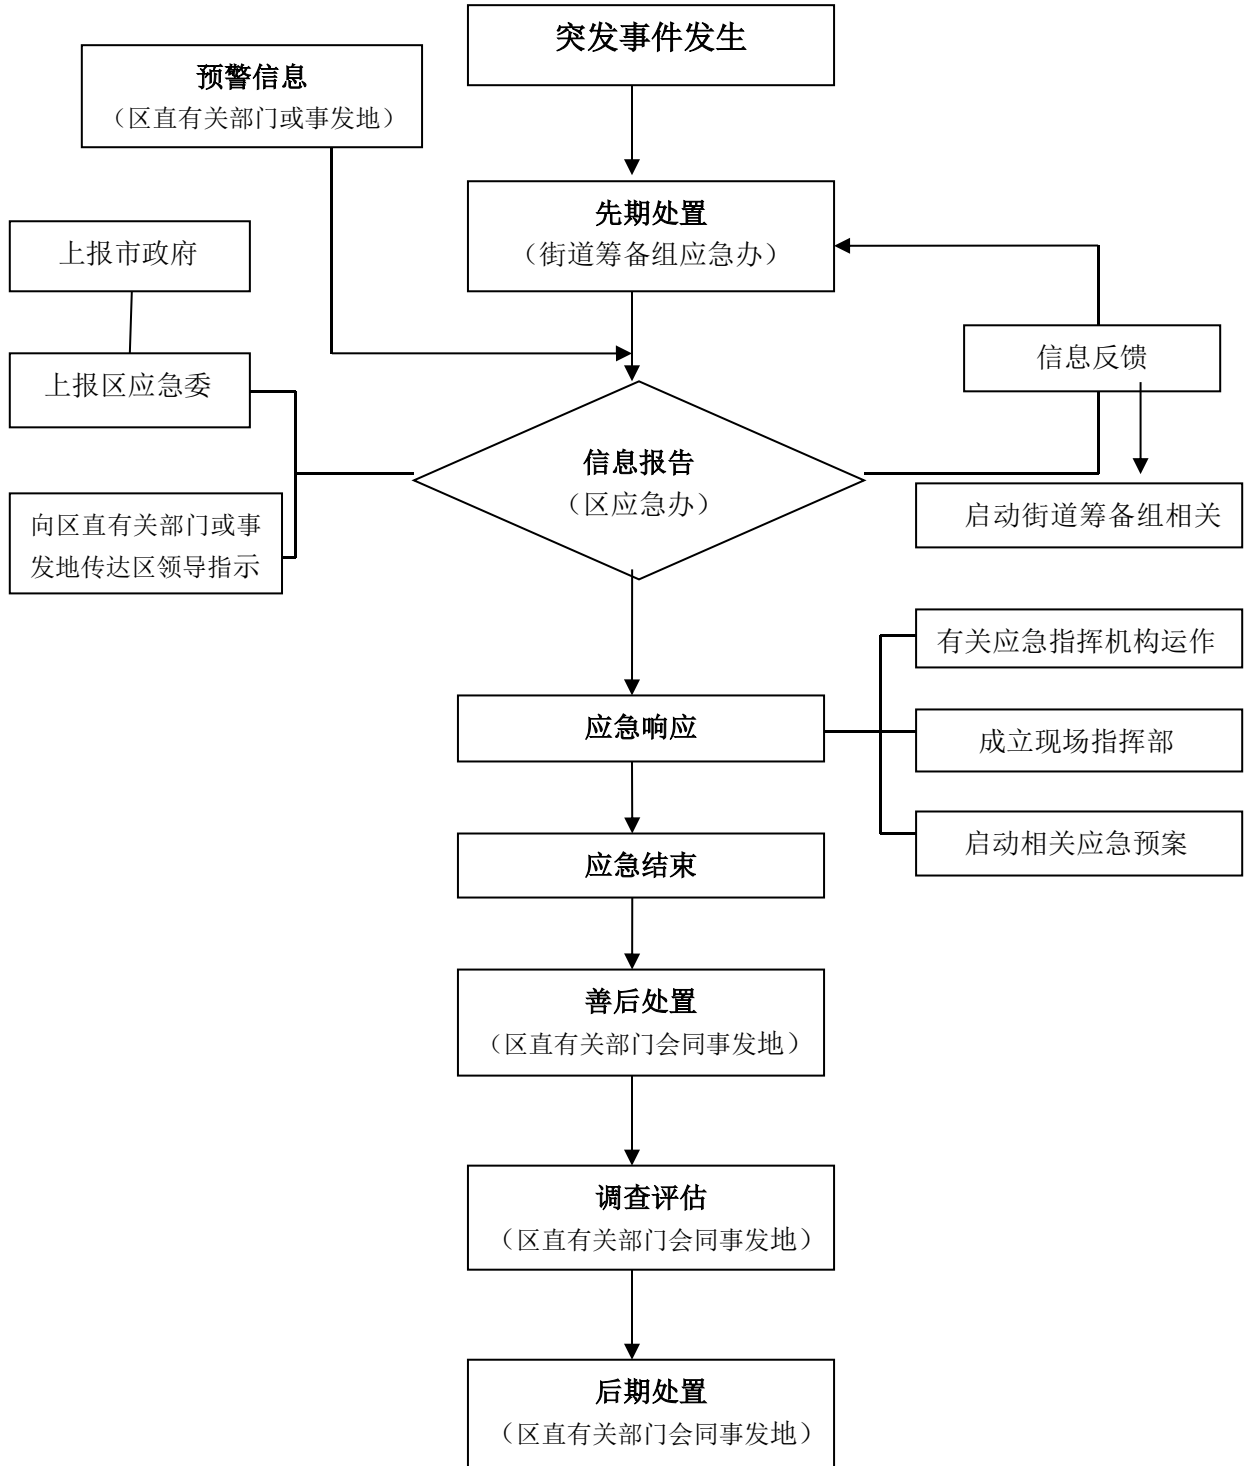 突发事件发生
预警信息
（区直有关部门或事发地）
先期处置
（街道筹备组应急办）
上报市政府
信息反馈
上报区应急委
信息报告
（区应急办）
向区直有关部门或事
发地传达区领导指示
启动街道筹备组相关
有关应急指挥机构运作
应急响应
成立现场指挥部
启动相关应急预案
应急结束
善后处置
（区直有关部门会同事发地）
调查评估
（区直有关部门会同事发地）
后期处置
（区直有关部门会同事发地）